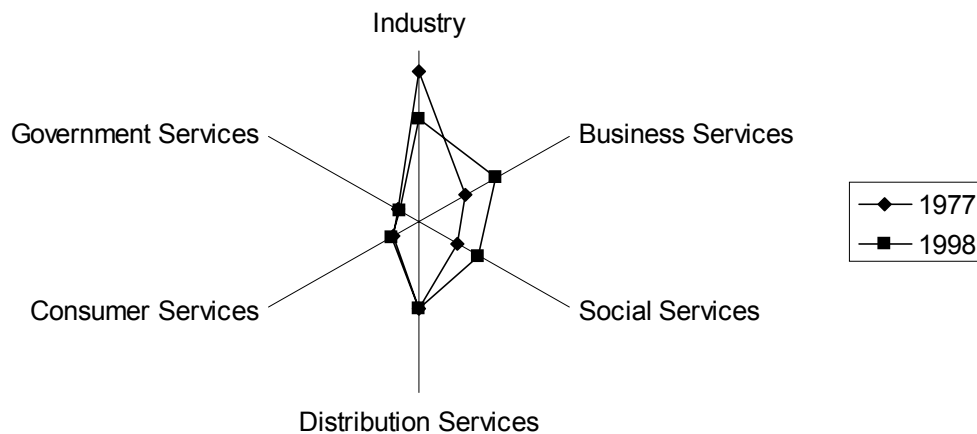 Industry
Government Services
Business Services
1977
1998
Consumer Services
Social Services
Distribution Services